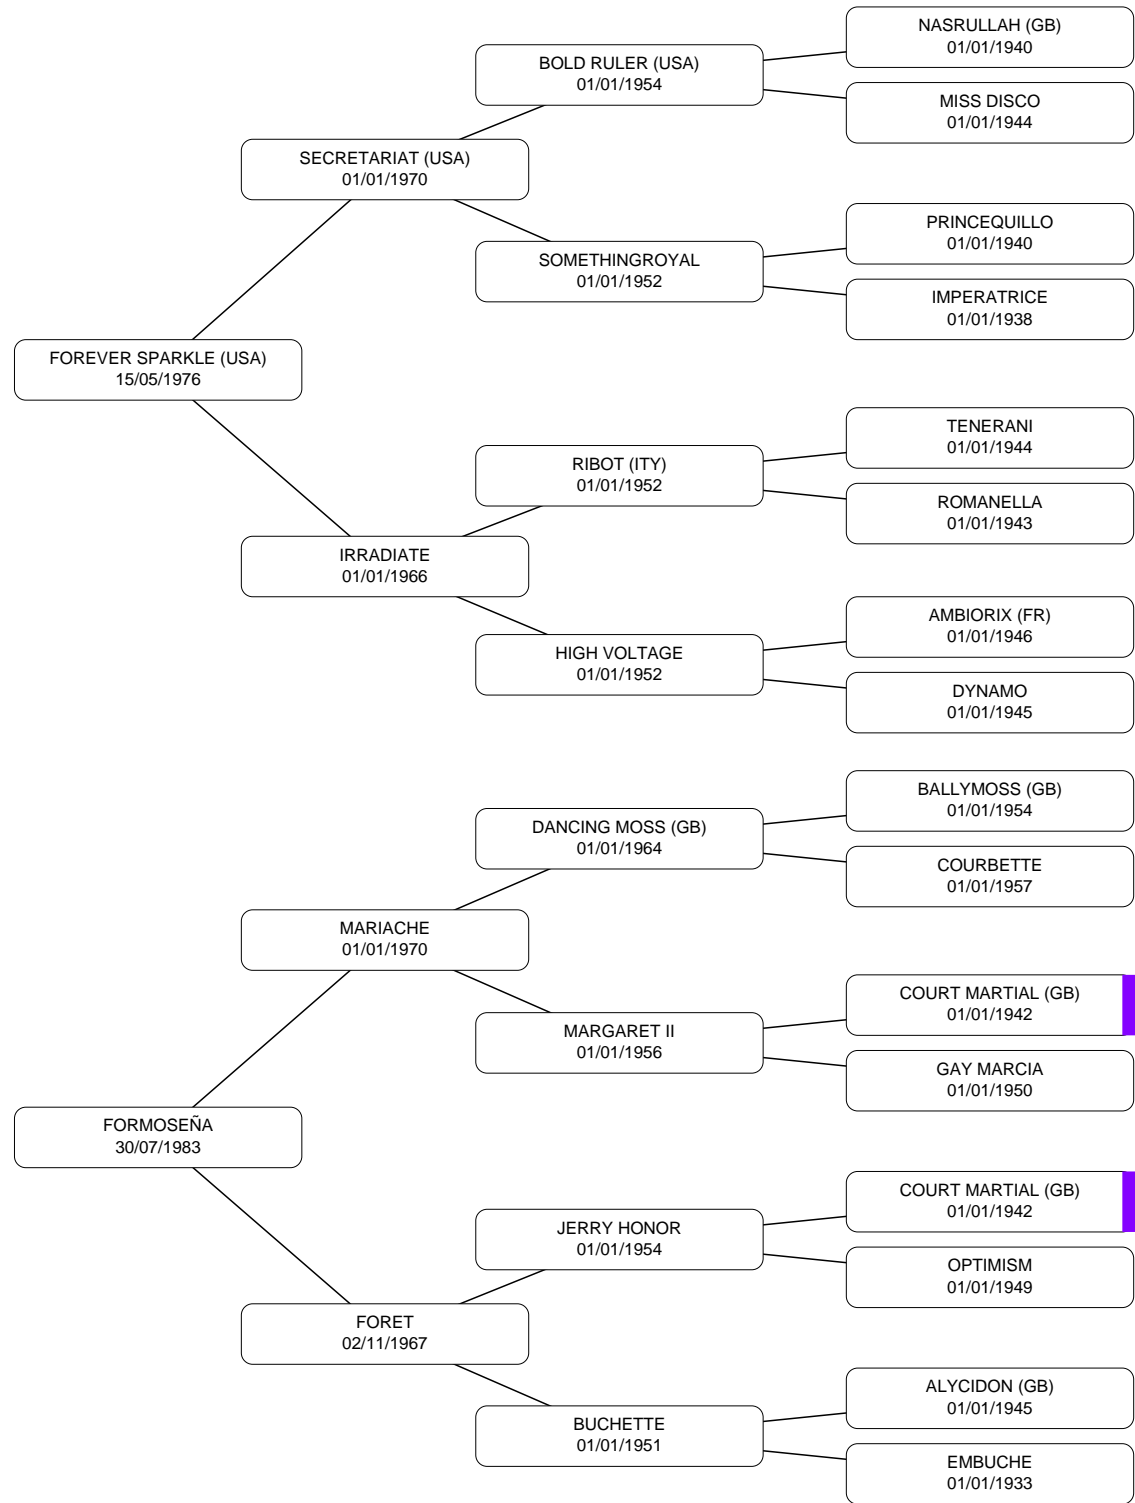 NASRULLAH (GB)
01/01/1940
BOLD RULER (USA)
01/01/1954
MISS DISCO
01/01/1944
SECRETARIAT (USA)
01/01/1970
PRINCEQUILLO
01/01/1940
SOMETHINGROYAL
01/01/1952
IMPERATRICE
01/01/1938
FOREVER SPARKLE (USA)
15/05/1976
TENERANI
01/01/1944
RIBOT (ITY)
01/01/1952
ROMANELLA
01/01/1943
IRRADIATE
01/01/1966
AMBIORIX (FR)
01/01/1946
HIGH VOLTAGE
01/01/1952
DYNAMO
01/01/1945
BALLYMOSS (GB)
01/01/1954
DANCING MOSS (GB)
01/01/1964
COURBETTE
01/01/1957
MARIACHE
01/01/1970
COURT MARTIAL (GB)
01/01/1942
MARGARET II
01/01/1956
GAY MARCIA
01/01/1950
FORMOSEÑA
30/07/1983
COURT MARTIAL (GB)
01/01/1942
JERRY HONOR
01/01/1954
OPTIMISM
01/01/1949
FORET
02/11/1967
ALYCIDON (GB)
01/01/1945
BUCHETTE
01/01/1951
EMBUCHE
01/01/1933